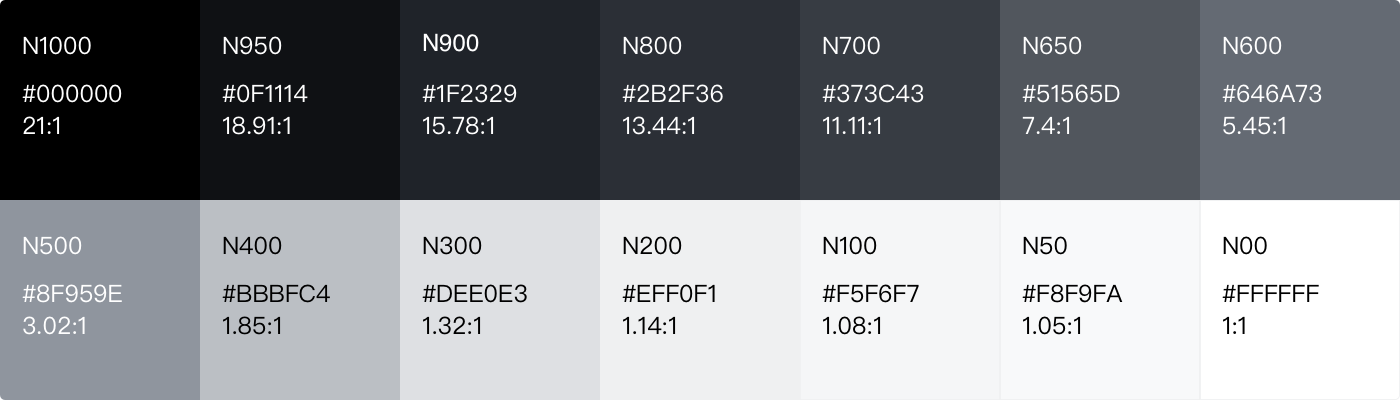 N1000
#000000
21:1
N950
#0F1114
18.91:1
N900
#1F2329
15.78:1
N800
#2B2F36
13.44:1
N700
#373C43
11.11:1
N650
#51565D
7.4:1
N600
#646A73
5.45:1
N500
#8F959E
3.02:1
N400
#BBBFC4
1.85:1
N300
#DEE0E3
1.32:1
N200
#EFF0F1
1.14:1
N100
#F5F6F7
1.08:1
N50
#F8F9FA
1.05:1
N00
#FFFFFF
1:1